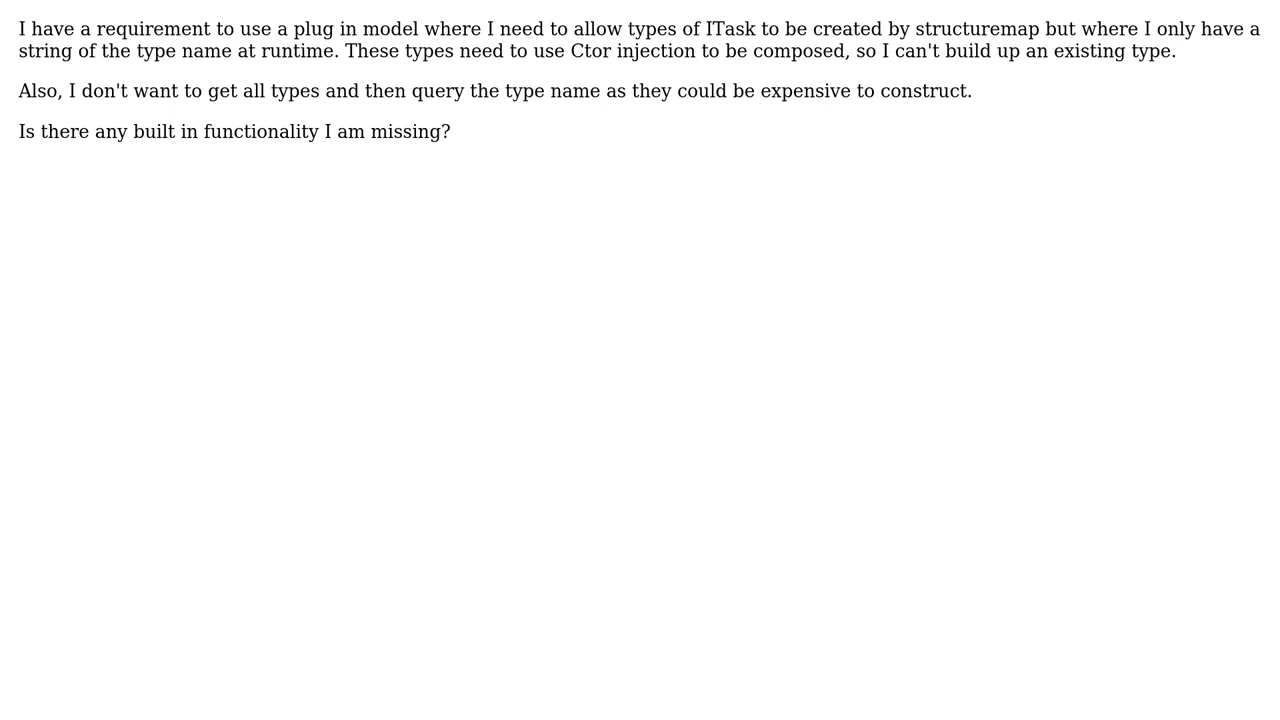 I have a requirement to use a plug in model where I need to allow types of ITask to be created by structuremap but where I only have a
string of the type name at runtime. These types need to use Ctor injection to be composed, so I can't build up an existing type.
Also, I don't want to get all types and then query the type name as they could be expensive to construct.
Is there any built in functionality I am missing?